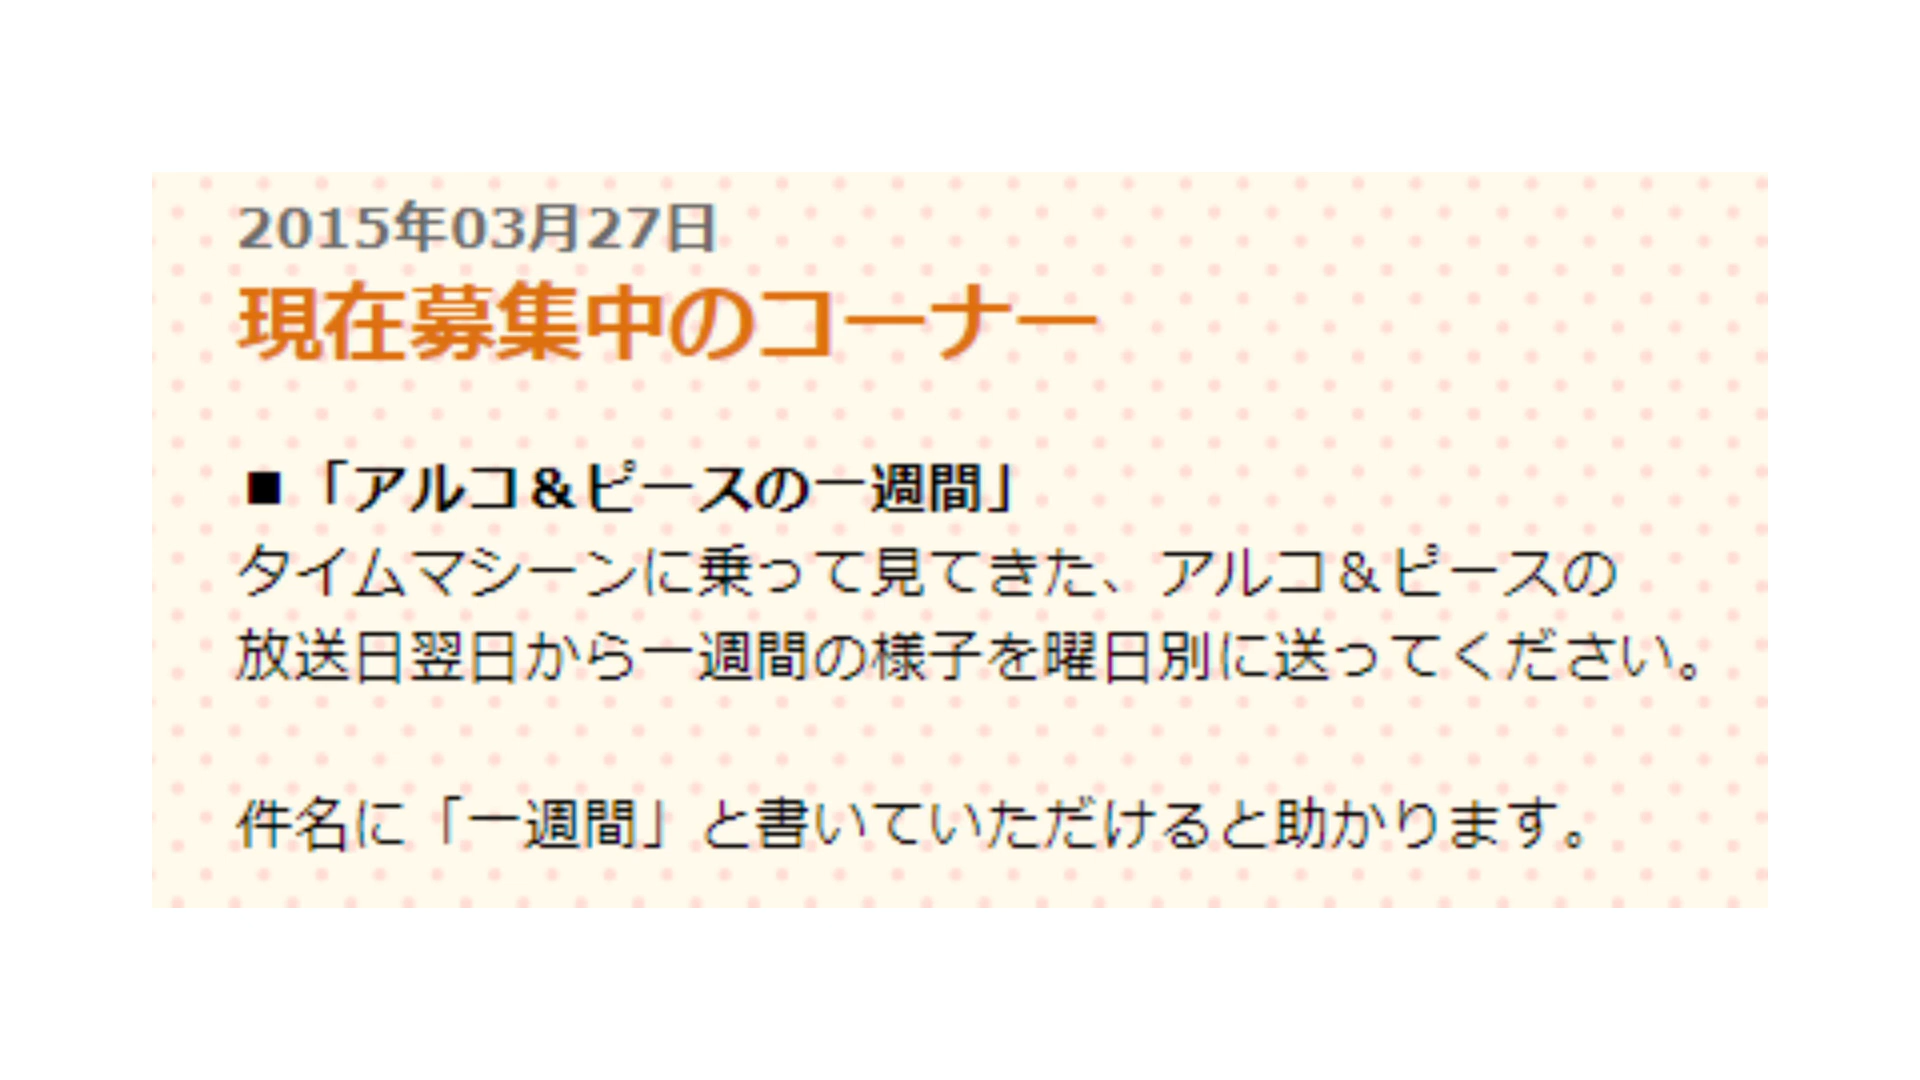 2015年03月27日
現在募集中のコーナー
■「アルコ＆ピースの一週間」
タイムマシーンに乗って見てきた、アルコ＆ピースの
放送日翌日から一週間の様子を曜日別に送ってください。
件名に「一週間」と書いていただけると助かります。